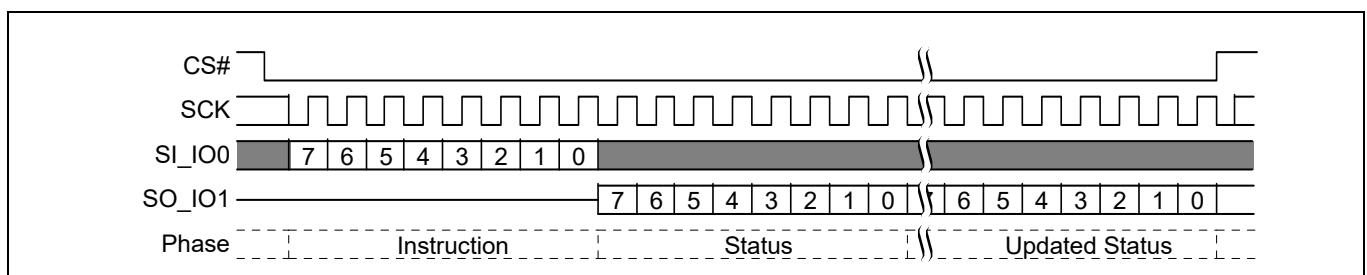 CS#
SCK
SI_IO0 7 6 5 4 3 2 1 0
SO_IO1 7 6 5 4 3 2 1 0 6 5 4 3 2 1 0
Phase Instruction Status Updated Status